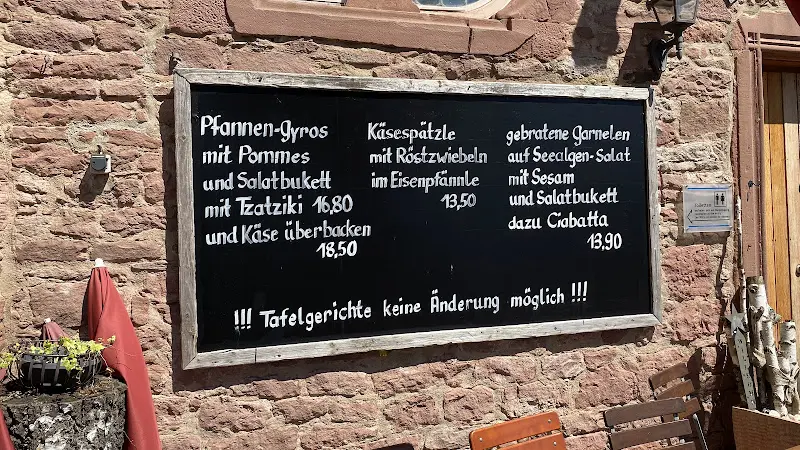 Pfannen-Gyros
mit Pommes
und Salatbukett
mit Tzatziki 16,80
und Käse überbacken
18,50
Käsespätzle
mit Röstzwiebeln
im Eisenpfännle
13,50
gebratene Garnelen
auf Seealgen-Salat
mit Sesam
und Salatbukett
dazu Ciabatta
13,90
!!! Tafelgerichte keine Änderung möglich !!!